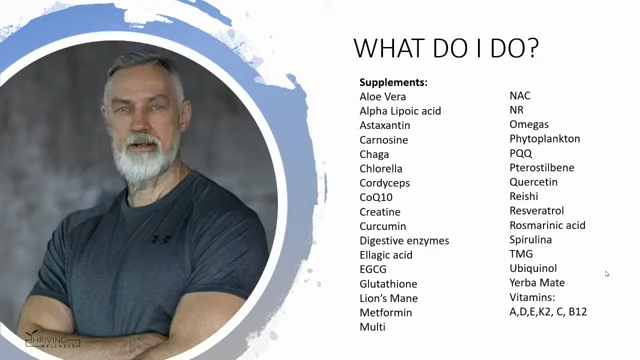 WHAT DO I DO?
Supplements:
Aloe Vera
Alpha Lipoic acid
Astaxantin
Carnosine
Chaga
Chlorella
Cordyceps
CoQ10
Creatine
Curcumin
Digestive enzymes
Ellagic acid
EGCG
Glutathione
Lion's Mane
Metformin
Multi
NAC
NR
Omegas
Phytoplankton
PQQ
Pterostilbene
Quercetin
Reishi
Resveratrol
Rosmarinic acid
Spirulina
TMG
Ubiquinol
Yerba Mate
Vitamins:
A,D,E,K2, C, B12
THRIVING
WELLNESS